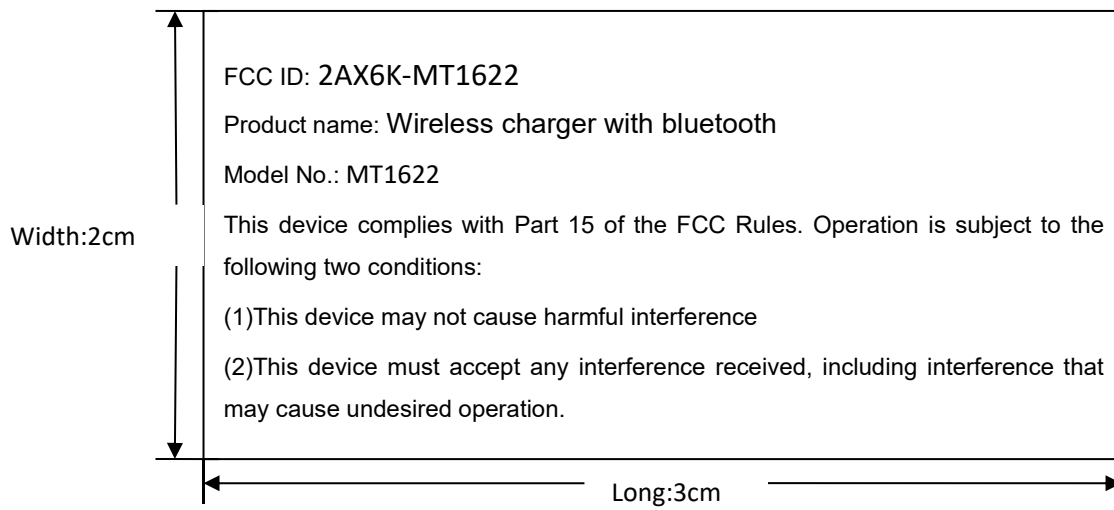 FCC ID: 2AX6K-MT1622
Product name: Wireless charger with bluetooth
Model No.: MT1622
Width:2cm
This device complies with Part 15 of the FCC Rules. Operation is subject to the
following two conditions:
(1)This device may not cause harmful interference
(2)This device must accept any interference received, including interference that
may cause undesired operation.
Long:3cm